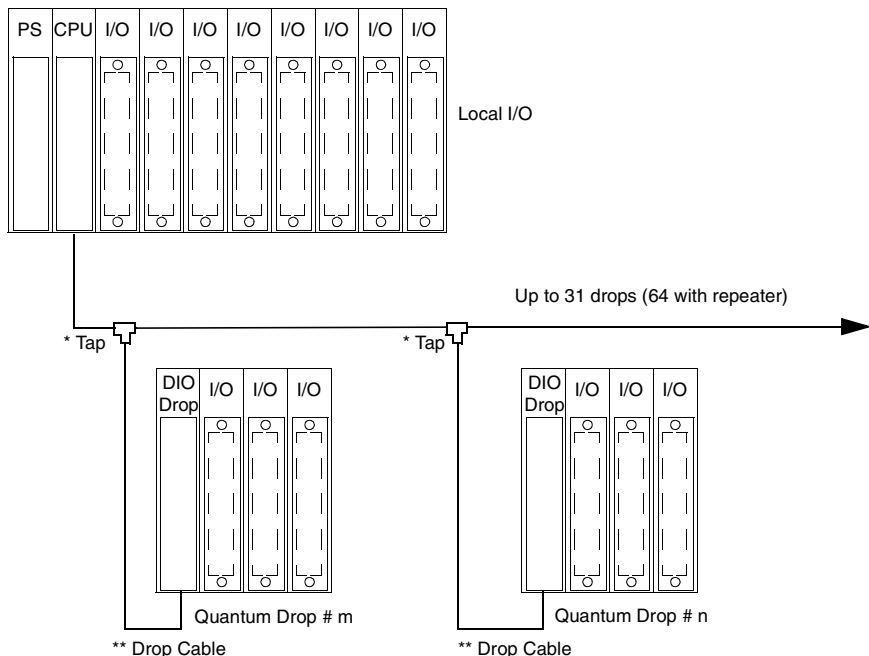 PS CPU I/O I/O I/O I/O I/O I/O I/O I/O
Local I/O
Up to 31 drops (64 with repeater)
* Tap
* Tap
DIO Drop I/O I/O I/O
DIO Drop I/O I/O I/O
Quantum Drop # m
Quantum Drop # n
** Drop Cable
** Drop Cable